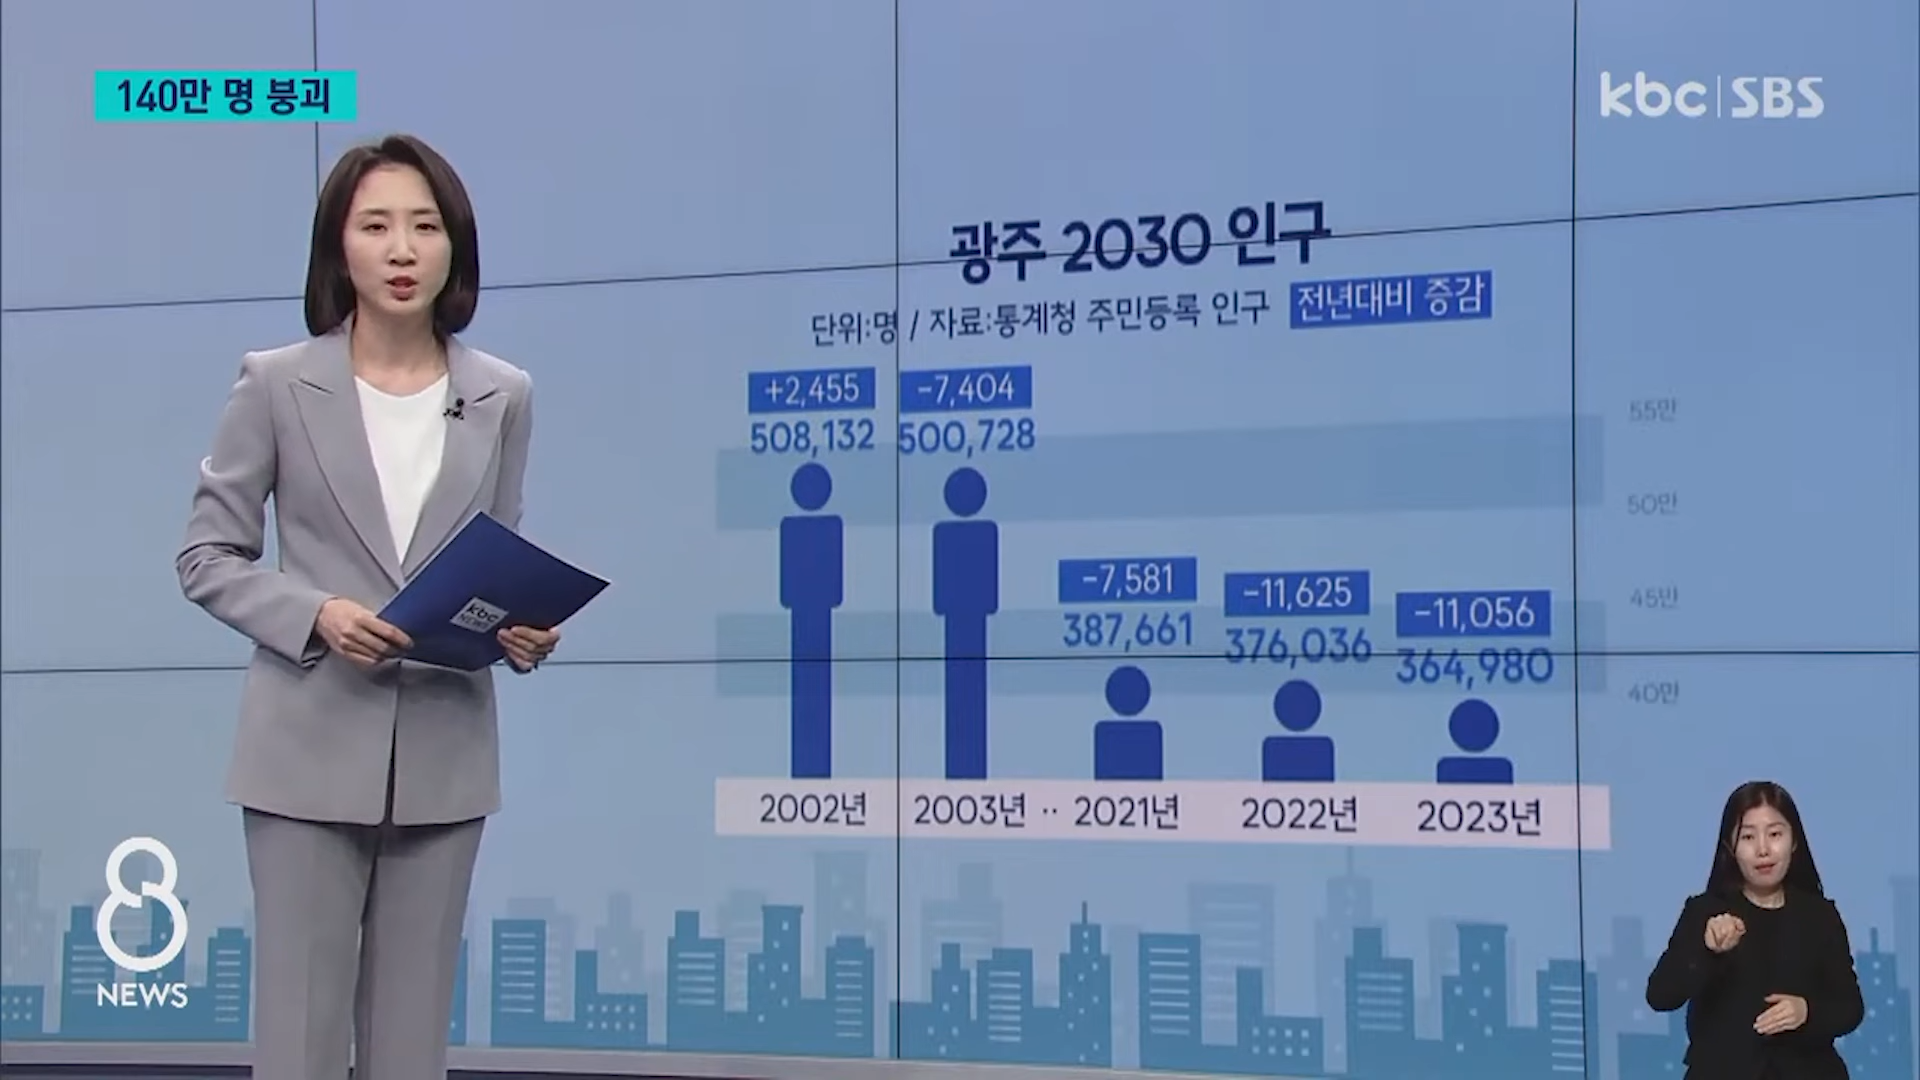 140만 명 붕괴
kbc SBS
광주 2030 인구
단위:명 / 자료:통계청 주민등록 인구 전년대비 증감
+2,455 -7,404
508,132 500,728
55만
50만
-7,581 -11,625 -11,056
387,661 376,036 364,980
45만
40만
2002년 2003년 ·· 2021년 2022년 2023년
kbc
NEWS
8
NEWS